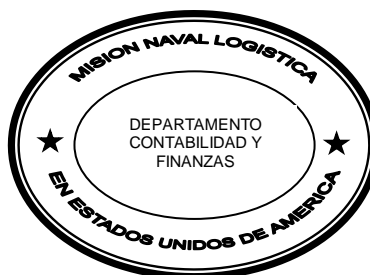 MISION NAVAL LOGISTICA
DEPARTAMENTO
CONTABILIDAD Y
FINANZAS
EN ESTADOS UNIDOS DE AMERICA